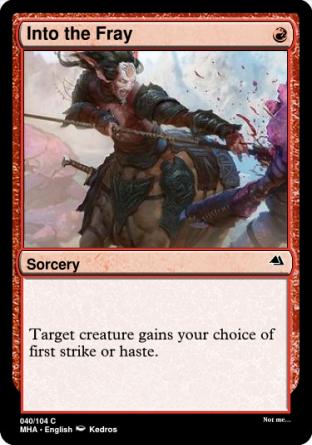 Into the Fray
Sorcery
Target creature gains your choice of
first strike or haste.
040/104 C
Not me...
MHA - English Kedros